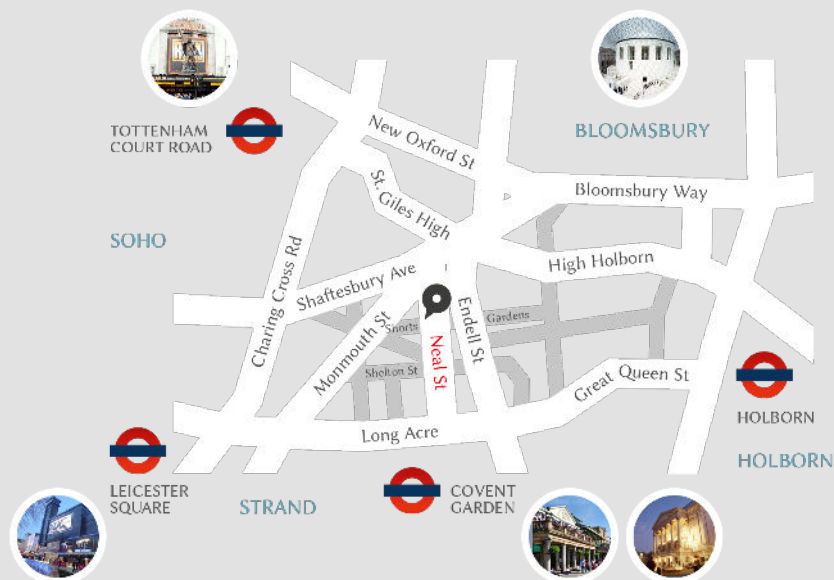 TOTTENHAM
COURT ROAD
New Oxford St
BLOOMSBURY
Bloomsbury Way
St. Giles High
SOHO
Shaftesbury Ave
High Holborn
Charing Cross Rd
Monmouth St
Endell St
Shorts Gardens
Neal St
Shelton St
Great Queen St
HOLBORN
Long Acre
HOLBORN
LEICESTER
SQUARE
STRAND
COVENT
GARDEN